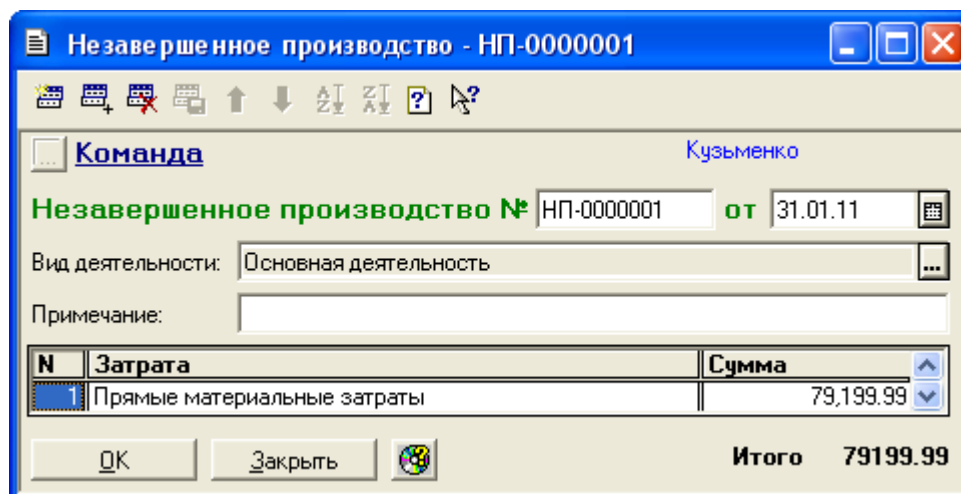 Незавершенное производство - НП-0000001
... Команда Кузьменко
Незавершенное производство № НП-0000001 от 31.01.11
Вид деятельности: Основная деятельность ...
Примечание:
N Затрата Сумма
1 Прямые материальные затраты 79,199.99
OK Закрыть Итого 79199.99